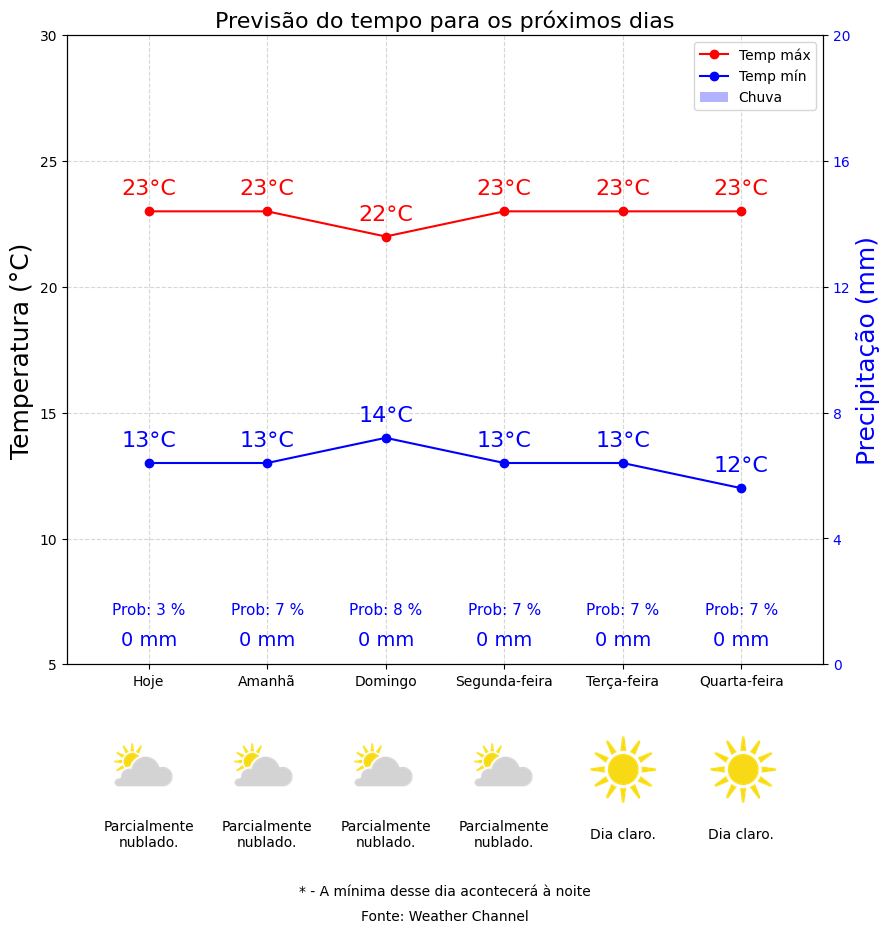 Previsão do tempo para os próximos dias
30
25
20
15
10
5
Temperatura (°C)
20
16
12
8
4
0
Precipitação (mm)
Temp máx
Temp mín
Chuva
23°C 23°C 22°C 23°C 23°C 23°C
13°C 13°C 14°C 13°C 13°C 12°C
Prob: 3 % Prob: 7 % Prob: 8 % Prob: 7 % Prob: 7 % Prob: 7 %
0 mm 0 mm 0 mm 0 mm 0 mm 0 mm
Hoje Amanhã Domingo Segunda-feira Terça-feira Quarta-feira
Parcialmente
nublado.
Parcialmente
nublado.
Parcialmente
nublado.
Parcialmente
nublado.
Dia claro.
Dia claro.
* - A mínima desse dia acontecerá à noite
Fonte: Weather Channel